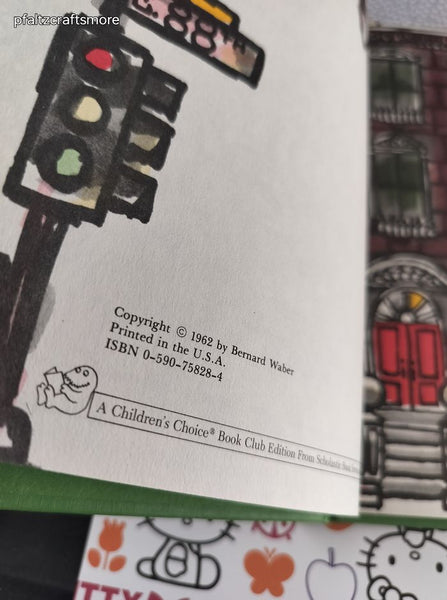 pfaltzcraftsmore
E. 88TH
Copyright © 1962 by Bernard Waber
Printed in the U.S.A.
ISBN 0-590-75828-4
A Children's Choice® Book Club Edition From Scholastic